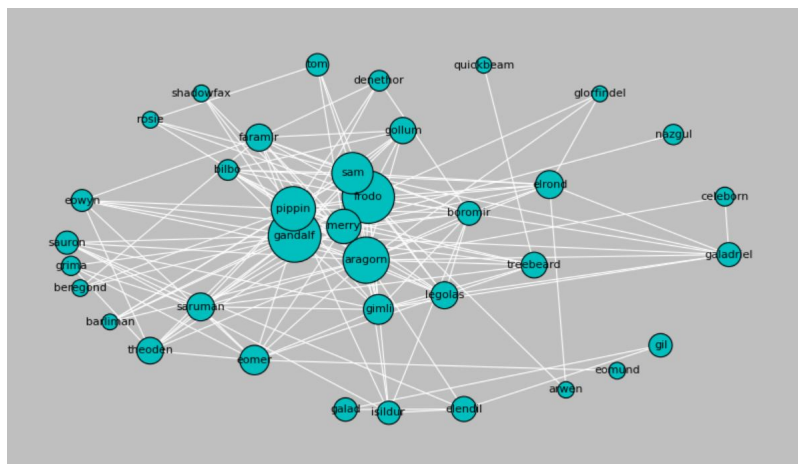 tom
quickbeam
denethor
shadowfax
glorfindel
rosie
gollum
nazgul
faramir
bilbo
sam
elrond
frodo
celeborn
eowyn
pippin
boromir
merry
gandalf
sauron
galadriel
aragorn
grima
treebeard
beregond
legolas
saruman
gimli
barliman
gil
theoden
eomer
eomund
arwen
galad
isildur
elendil